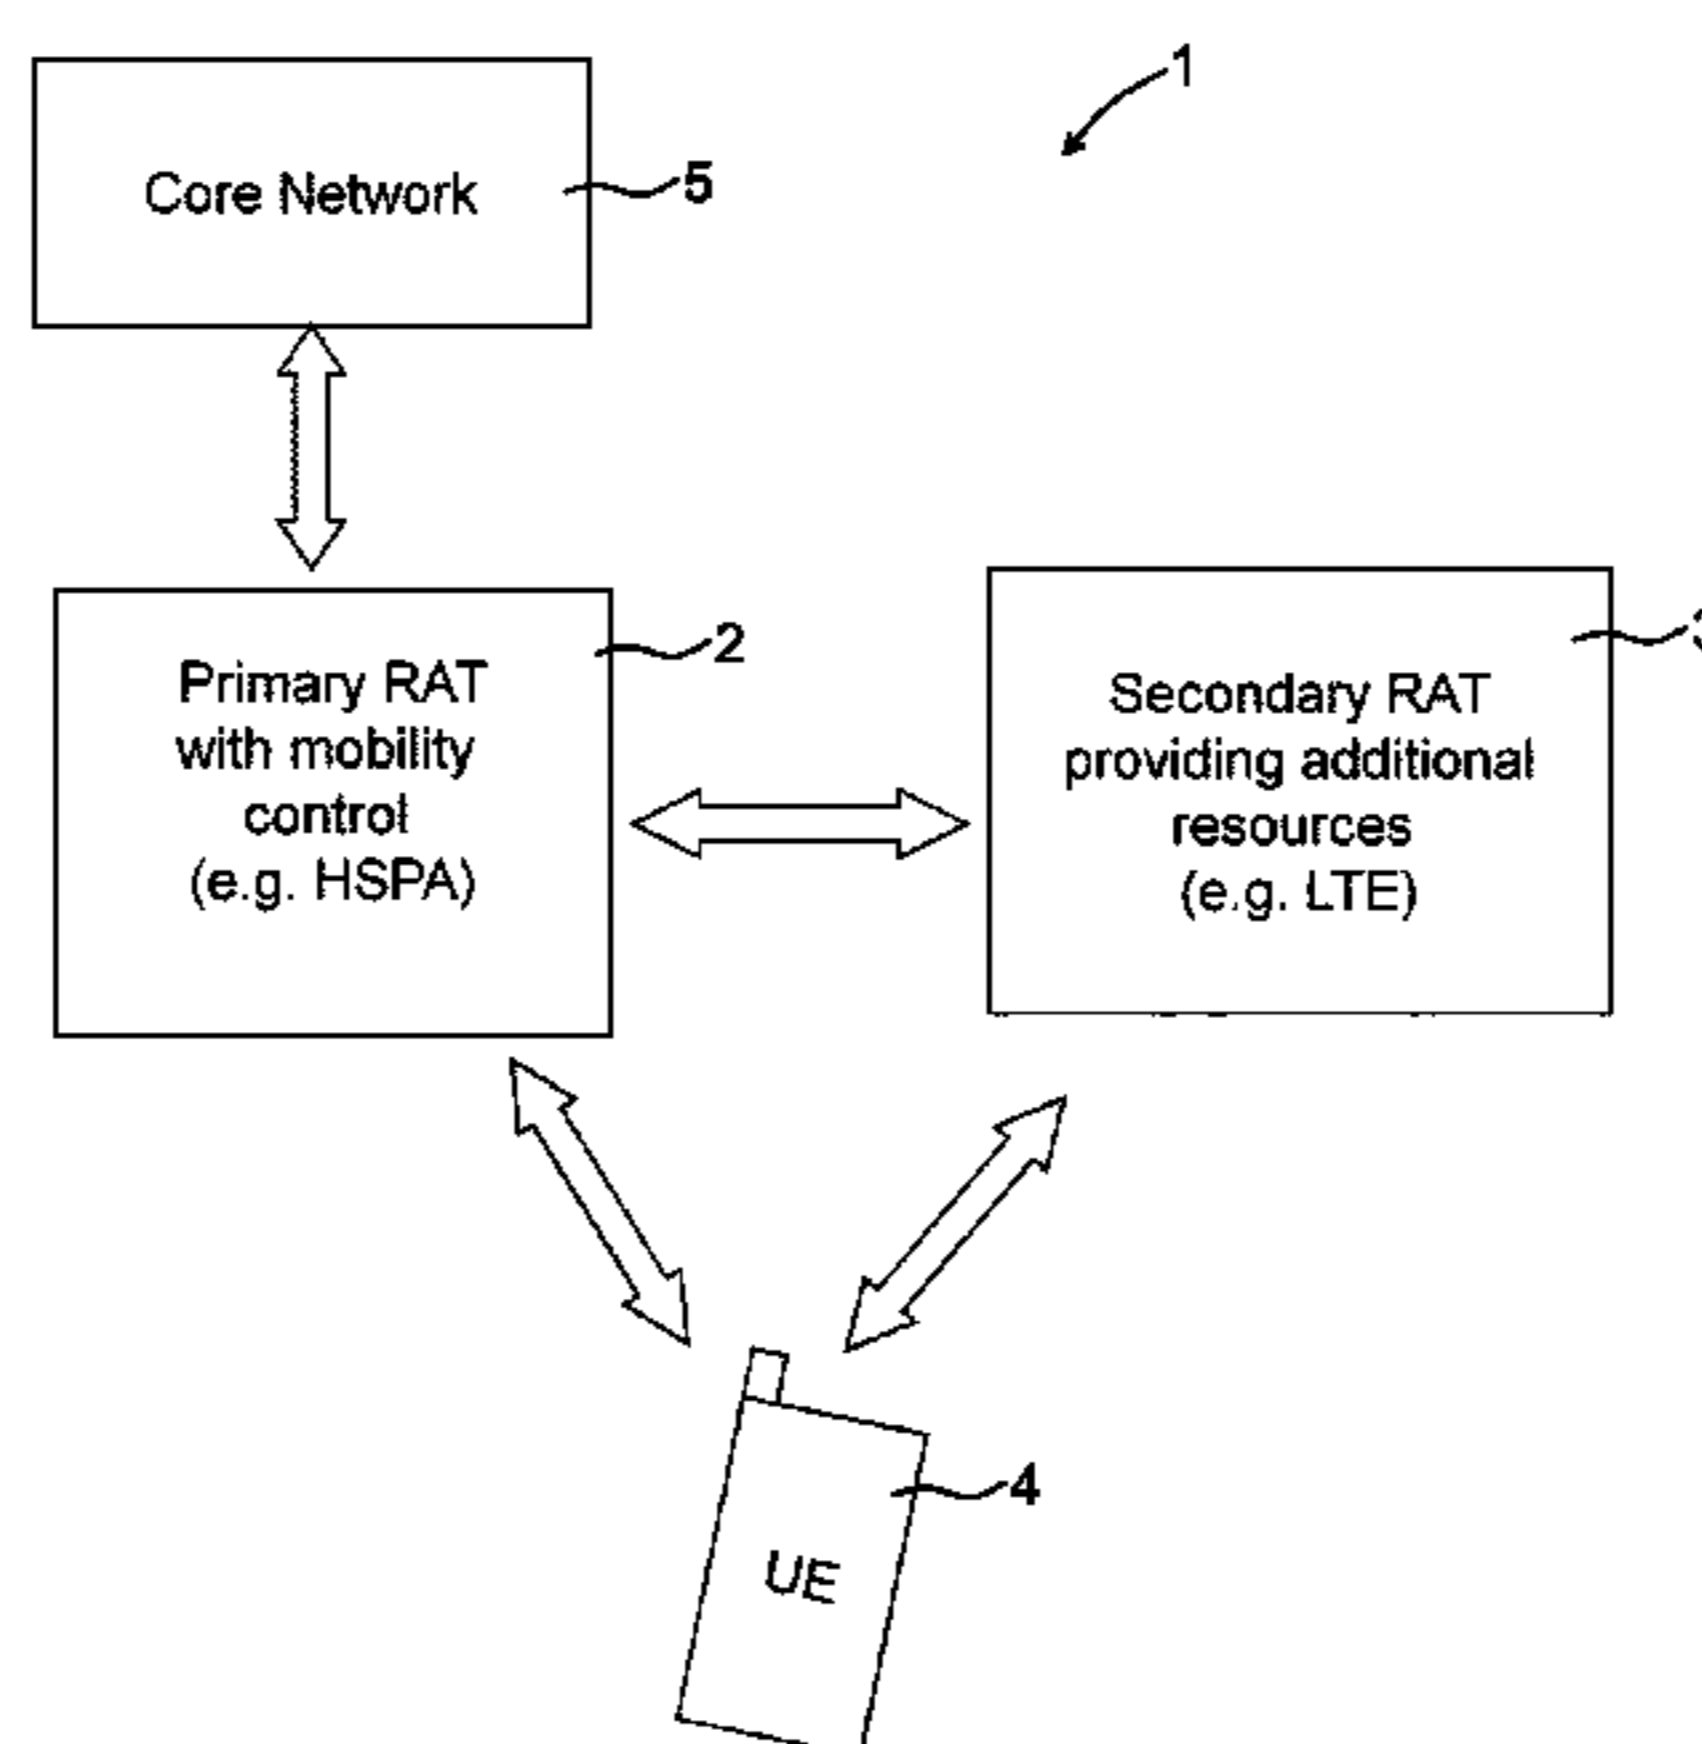 1
Core Network
5
Primary RAT
with mobility
control
(e.g. HSPA)
2
Secondary RAT
providing additional
resources
(e.g. LTE)
4
UE